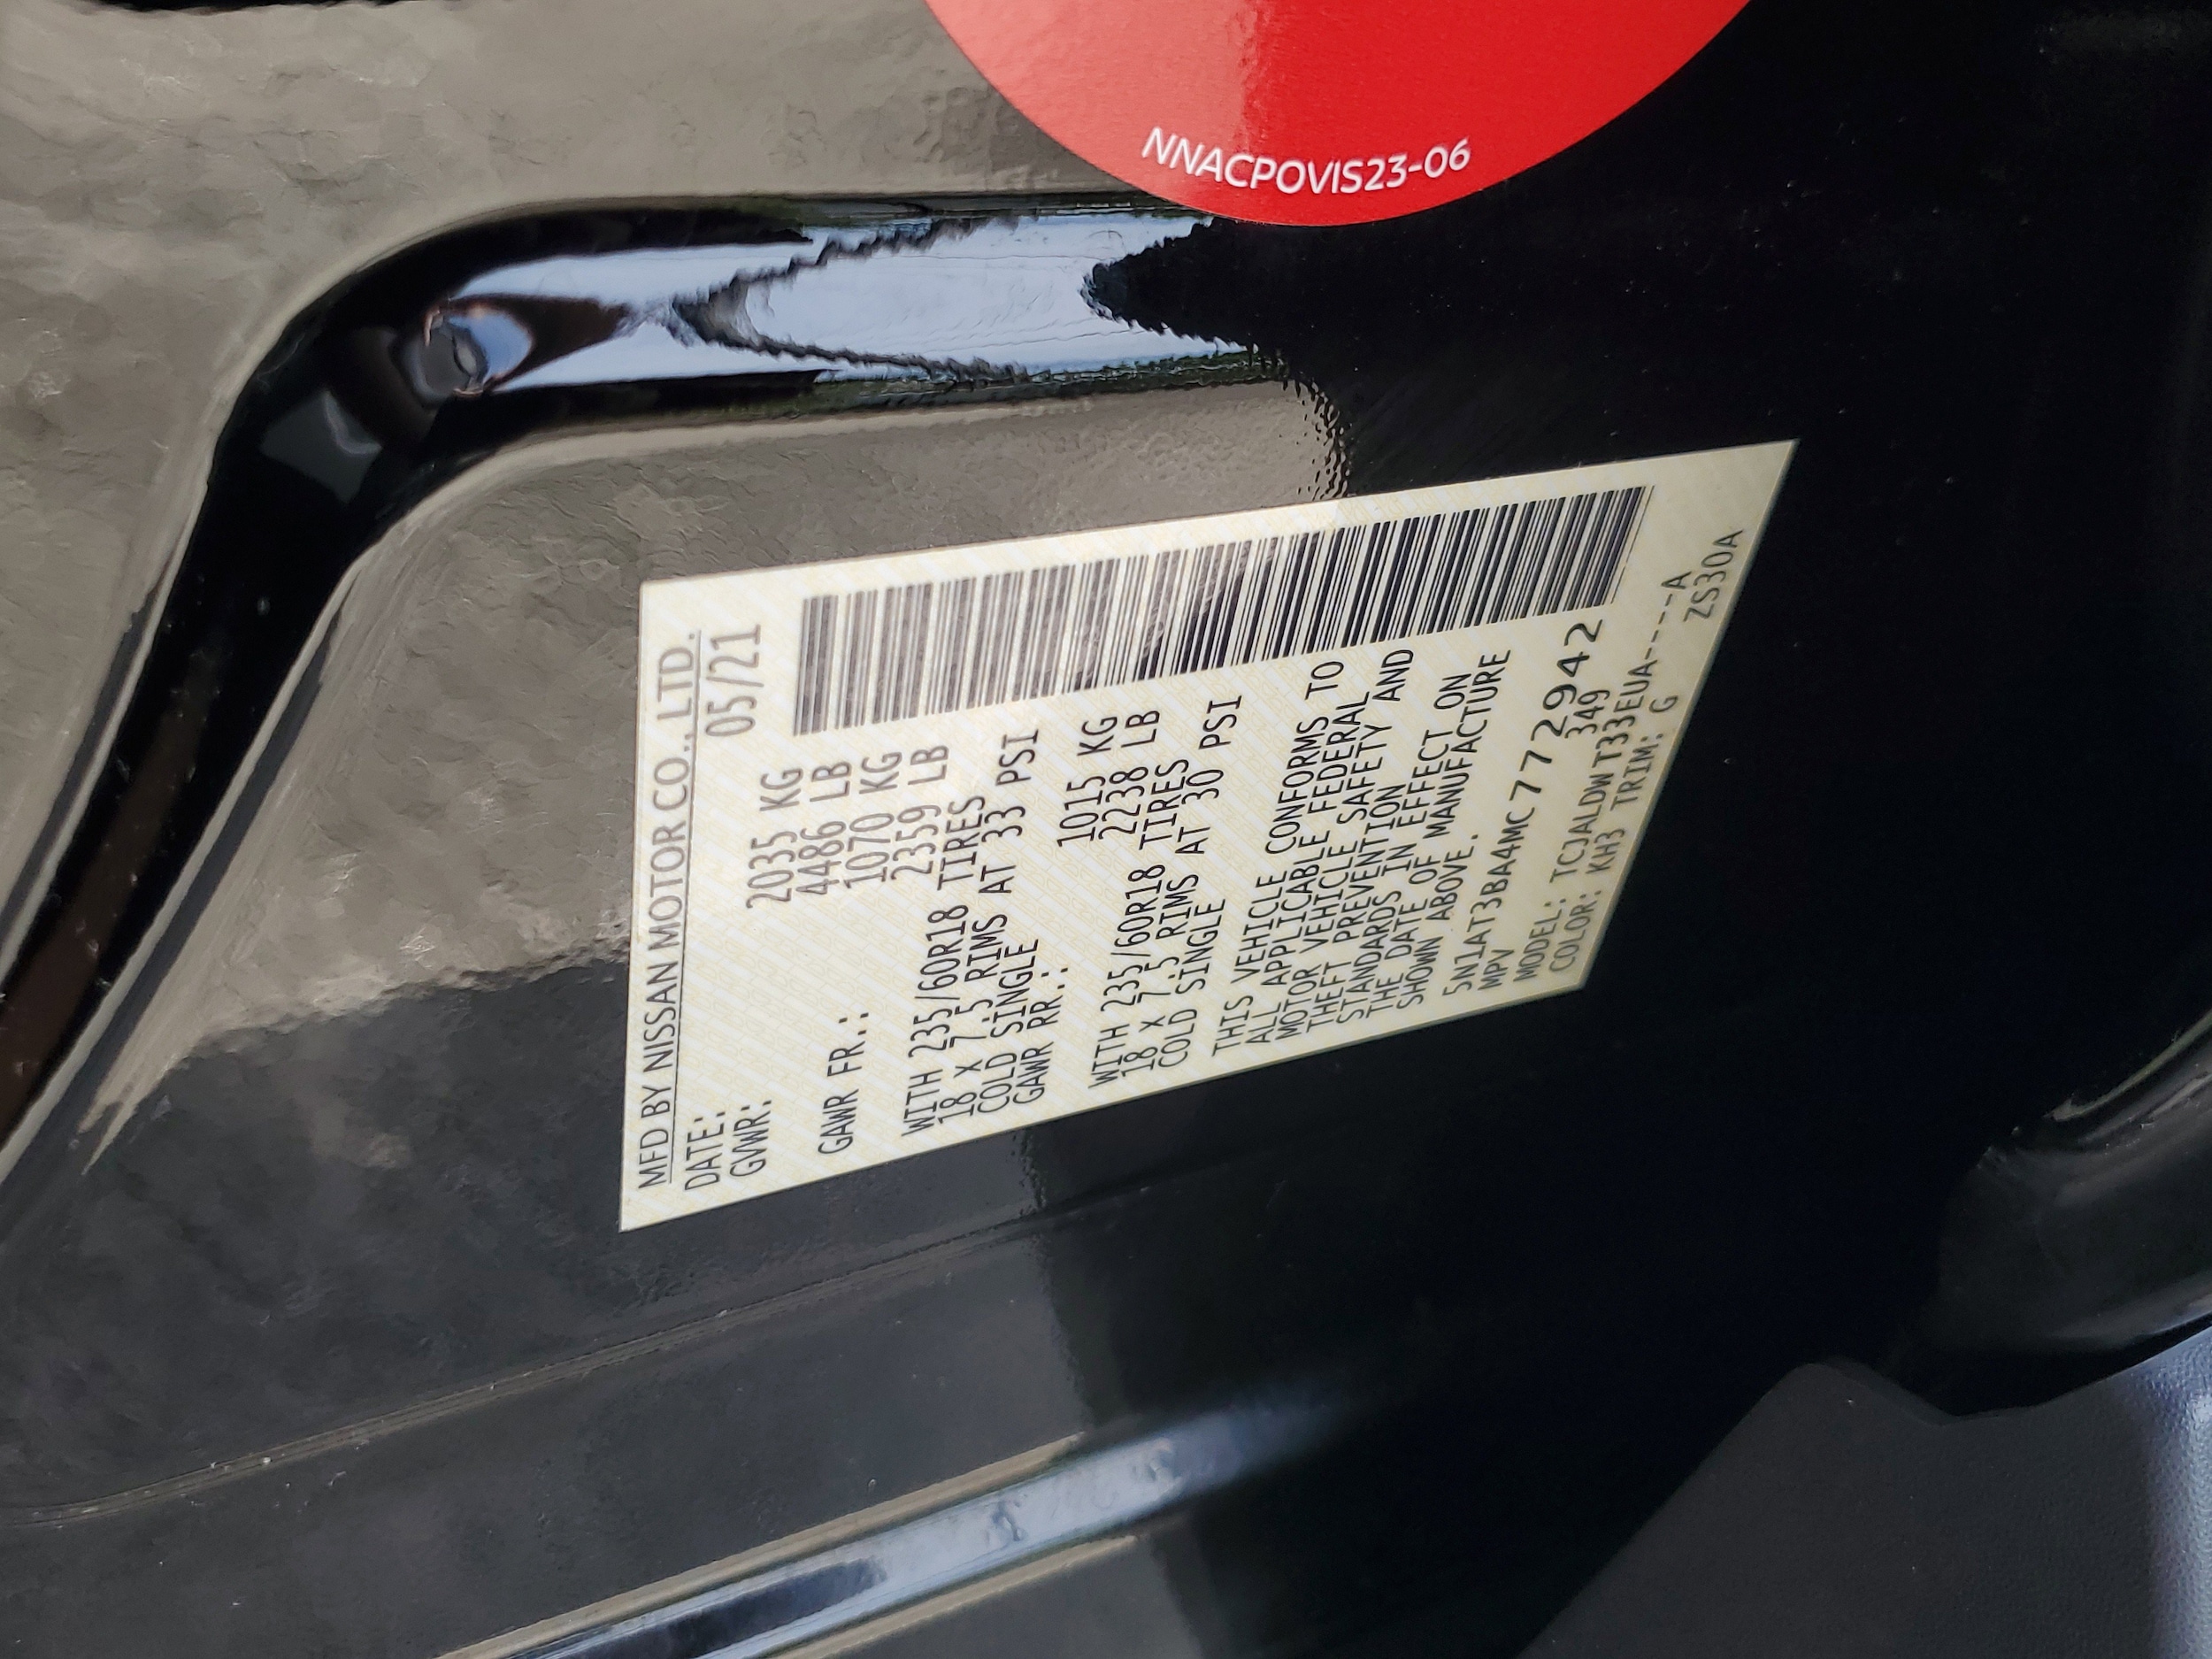 NNACPOVIS23-06
MFD BY NISSAN MOTOR CO., LTD.
DATE: 05/21
GVWR: 2035 KG
4486 LB
GAWR FR.: 1070 KG
2359 LB
WITH 235/60R18 TIRES
18 X 7.5 RIMS AT 33 PSI
COLD SINGLE
GAWR RR.: 1015 KG
2238 LB
WITH 235/60R18 TIRES
18 X 7.5 RIMS AT 30 PSI
COLD SINGLE
THIS VEHICLE CONFORMS TO
ALL APPLICABLE FEDERAL
MOTOR VEHICLE SAFETY AND
THEFT PREVENTION
STANDARDS IN EFFECT ON
THE DATE OF MANUFACTURE
SHOWN ABOVE.
5N1AT3BA4MC772942
MPV 349
MODEL: TCJALDWT33EUA----A
COLOR: KH3 TRIM: G ZS30A